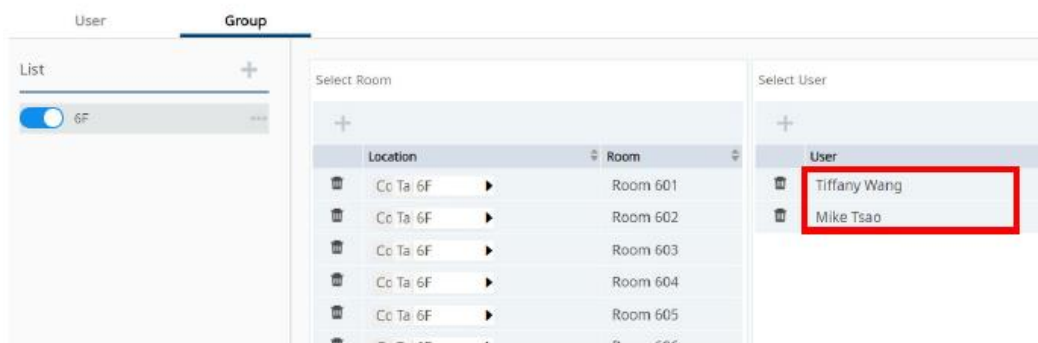 User Group
List
6F
Select Room
Location Room
Co Ta 6F Room 601
Co Ta 6F Room 602
Co Ta 6F Room 603
Co Ta 6F Room 604
Co Ta 6F Room 605
Select User
User
Tiffany Wang
Mike Tsao